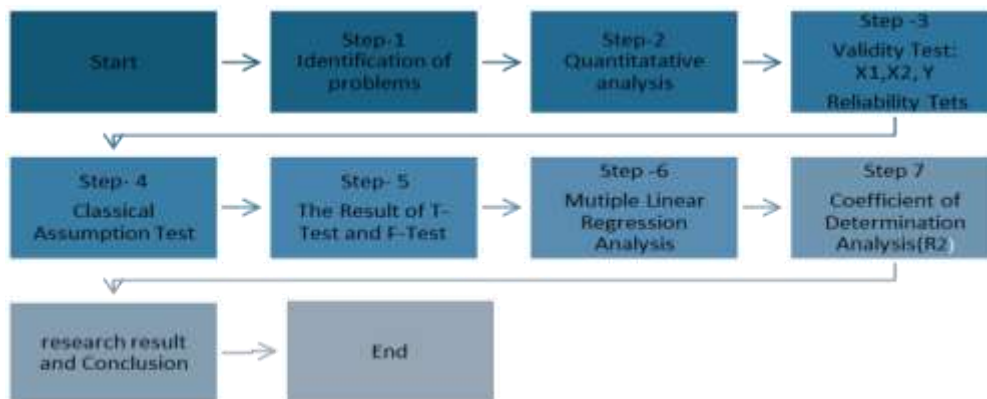 Start
Step-1
Identification of
problems
Step-2
Quantitatative
analysis
Step -3
Validity Test:
X1,X2, Y
Reliability Tets
Step- 4
Classical
Assumption Test
Step- 5
The Result of T-
Test and F-Test
Step -6
Mutiple Linear
Regression
Analysis
Step 7
Coefficient of
Determination
Analysis(R2)
research result
and Conclusion
End